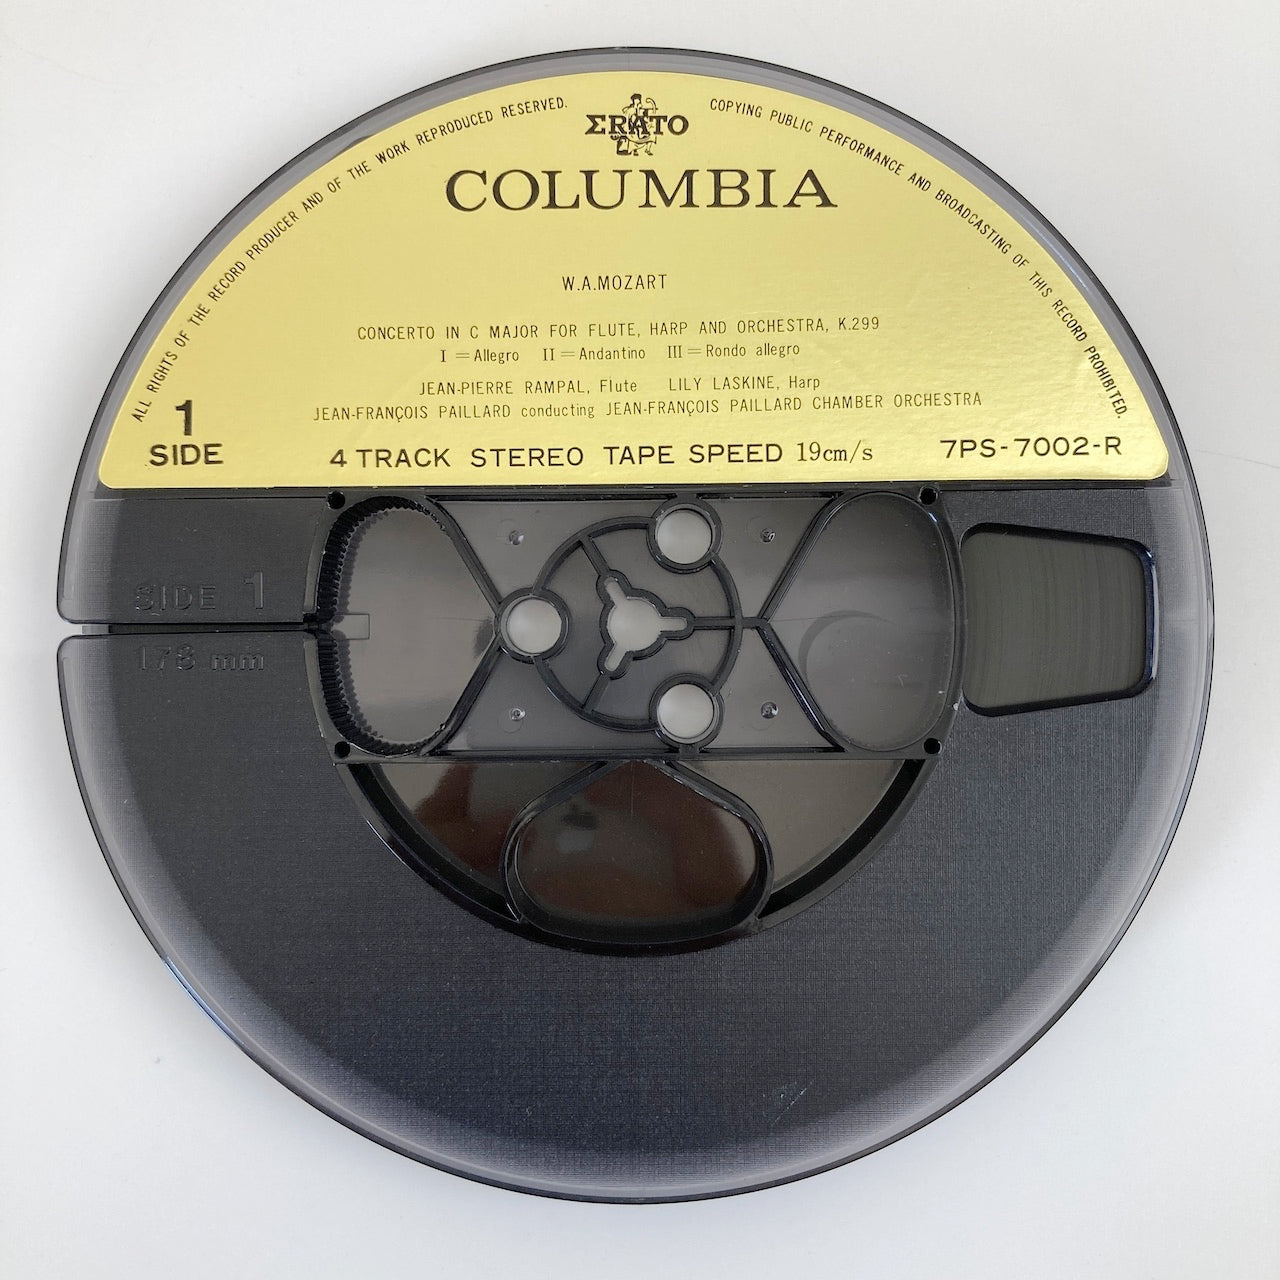 ALL RIGHTS OF THE RECORD PRODUCER AND OF THE WORK REPRODUCED RESERVED.
COPYING PUBLIC PERFORMANCE AND BROADCASTING OF THIS RECORD PROHIBITED.
ΣRATO
COLUMBIA
W.A.MOZART
CONCERTO IN C MAJOR FOR FLUTE, HARP AND ORCHESTRA, K.299
I=Allegro II=Andantino III=Rondo allegro
JEAN-PIERRE RAMPAL, Flute LILY LASKINE, Harp
JEAN-FRANÇOIS PAILLARD conducting JEAN-FRANÇOIS PAILLARD CHAMBER ORCHESTRA
1
SIDE
4 TRACK STEREO TAPE SPEED 19cm/s
7PS-7002-R
SIDE 1
178 mm